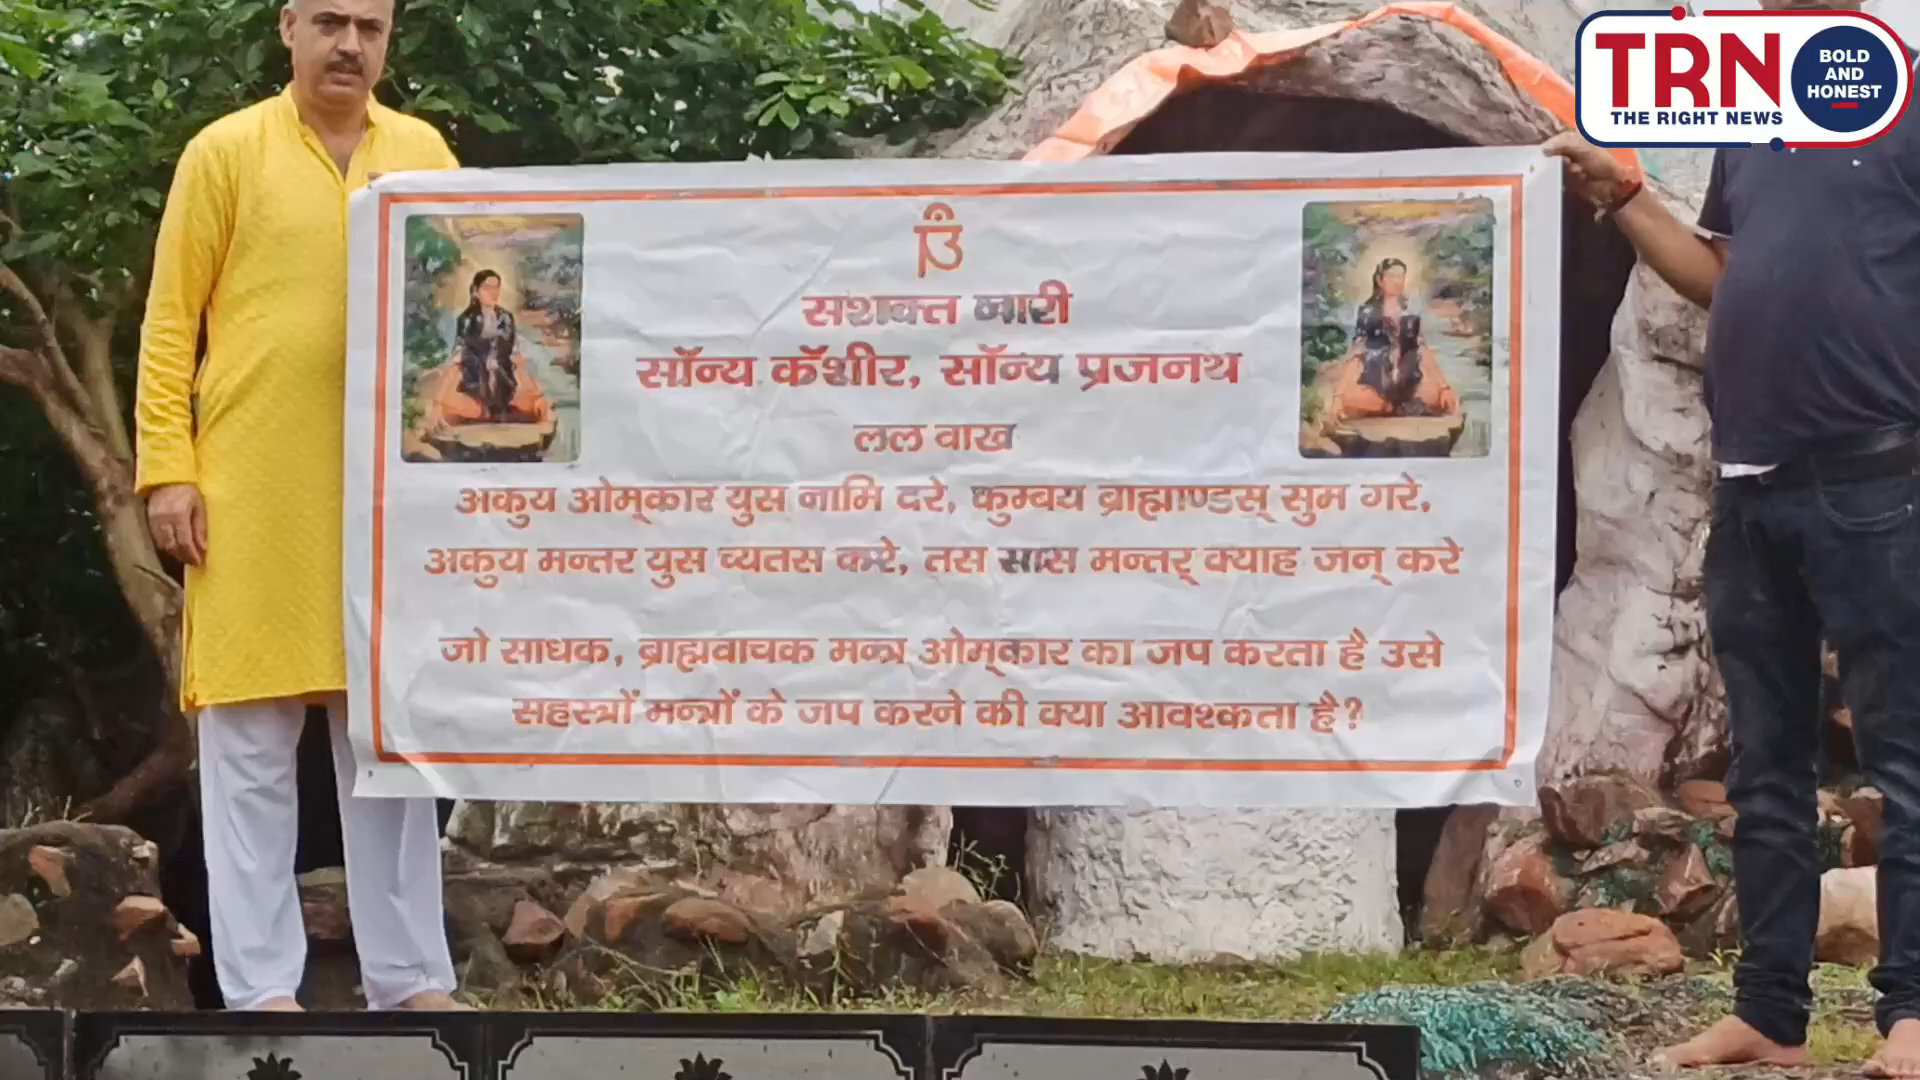 TRN
THE RIGHT NEWS
BOLD
AND
HONEST
सशक्त नारी
सॉन्य कॅशीर, सॉन्य प्रजनथ
लल वाख
अकुय ओम्कार युस नामि दरे, कुम्बय ब्राह्माण्डस् सुम गरे,
अकुय मन्तर युस च्यतस करे, तस सास मन्तर् क्याह जन् करे
जो साधक, ब्राह्मवाचक मन्त्र ओम्कार का जप करता है उसे
सहस्त्रों मन्त्रों के जप करने की क्या आवश्कता है?